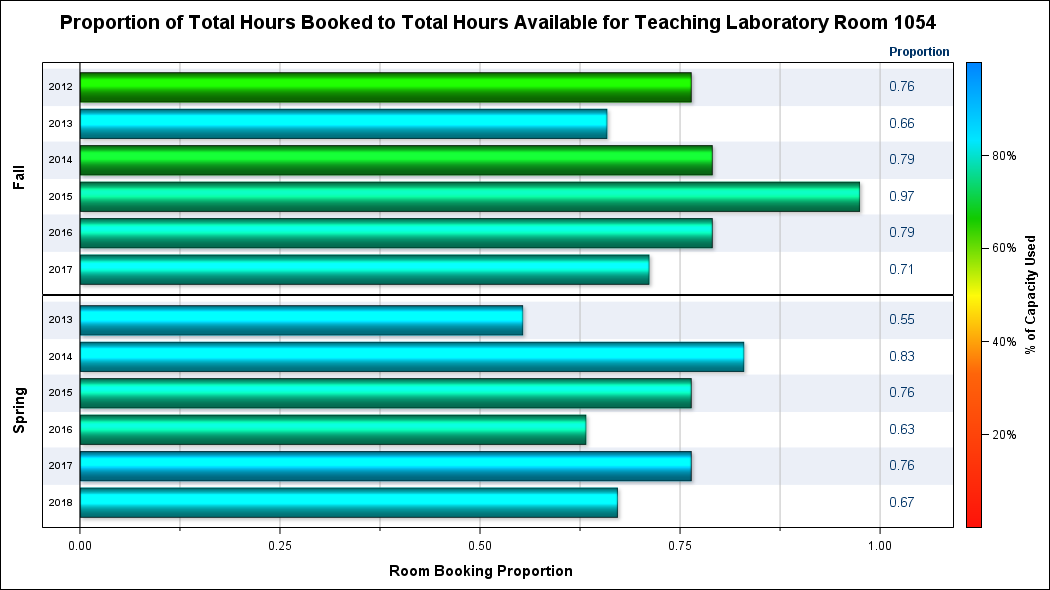 Proportion of Total Hours Booked to Total Hours Available for Teaching Laboratory Room 1054
Proportion
Fall
2012 0.76
2013 0.66
2014 0.79
2015 0.97
2016 0.79
2017 0.71
Spring
2013 0.55
2014 0.83
2015 0.76
2016 0.63
2017 0.76
2018 0.67
0.00 0.25 0.50 0.75 1.00
Room Booking Proportion
80%
60%
40%
20%
% of Capacity Used